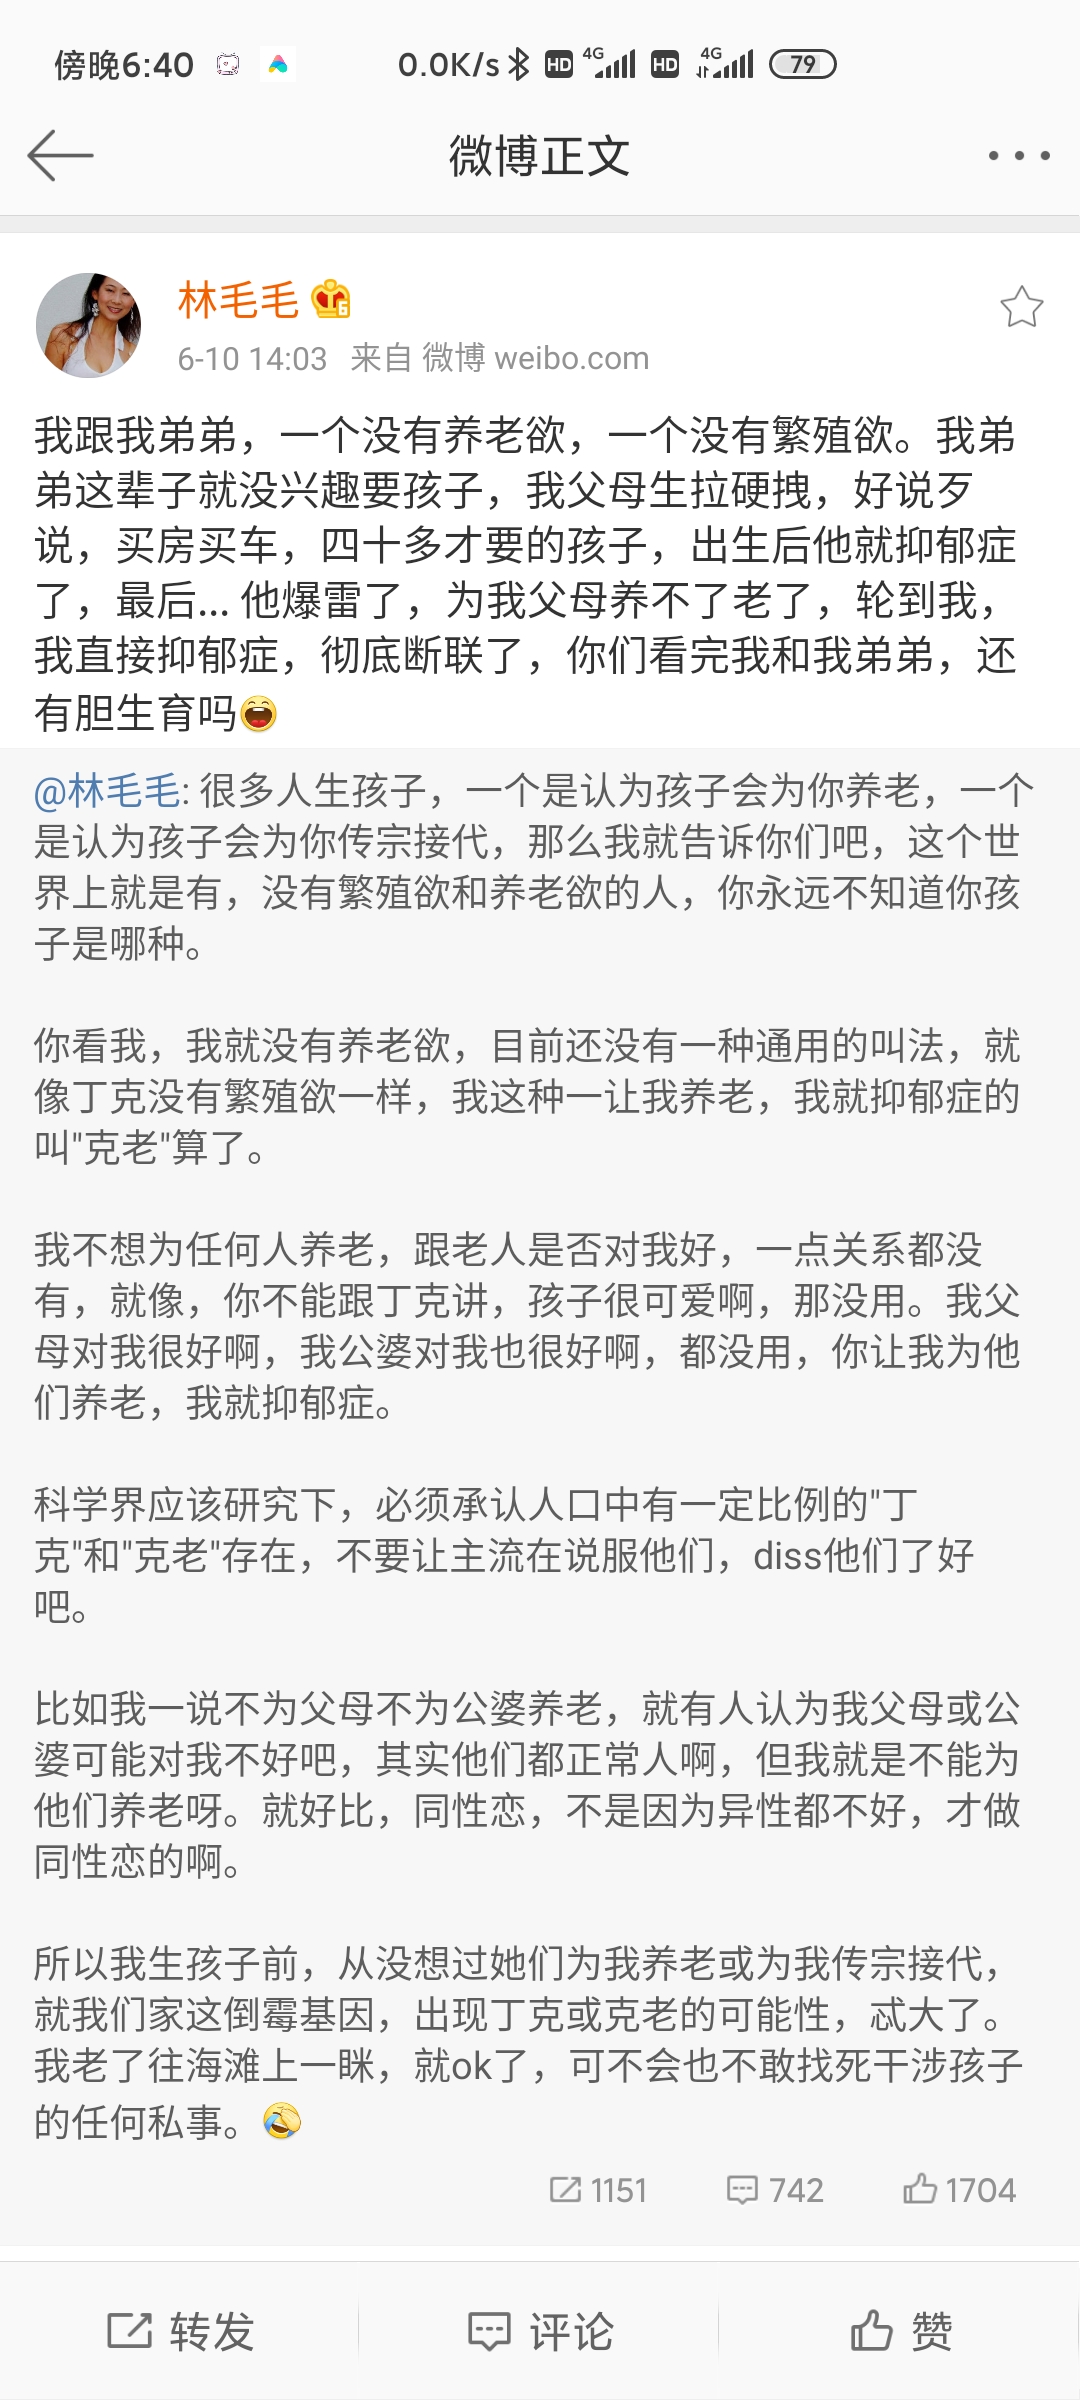 傍晚6:40
0.0K/s
HD
4G
HD
4G
79
微博正文
林毛毛
6
6-10 14:03 来自 微博 weibo.com
我跟我弟弟，一个没有养老欲，一个没有繁殖欲。我弟
弟这辈子就没兴趣要孩子，我父母生拉硬拽，好说歹
说，买房买车，四十多才要的孩子，出生后他就抑郁症
了，最后... 他爆雷了，为我父母养不了老了，轮到我，
我直接抑郁症，彻底断联了，你们看完我和我弟弟，还
有胆生育吗😄
@林毛毛: 很多人生孩子，一个是认为孩子会为你养老，一个
是认为孩子会为你传宗接代，那么我就告诉你们吧，这个世
界上就是有，没有繁殖欲和养老欲的人，你永远不知道你孩
子是哪种。
你看我，我就没有养老欲，目前还没有一种通用的叫法，就
像丁克没有繁殖欲一样，我这种一让我养老，我就抑郁症的
叫"克老"算了。
我不想为任何人养老，跟老人是否对我好，一点关系都没
有，就像，你不能跟丁克讲，孩子很可爱啊，那没用。我父
母对我很好啊，我公婆对我也很好啊，都没用，你让我为他
们养老，我就抑郁症。
科学界应该研究下，必须承认人口中有一定比例的"丁
克"和"克老"存在，不要让主流在说服他们，diss他们了好
吧。
比如我一说不为父母不为公婆养老，就有人认为我父母或公
婆可能对我不好吧，其实他们都正常人啊，但我就是不能为
他们养老呀。就好比，同性恋，不是因为异性都不好，才做
同性恋的啊。
所以我生孩子前，从没想过她们为我养老或为我传宗接代，
就我们家这倒霉基因，出现丁克或克老的可能性，忒大了。
我老了往海滩上一眯，就ok了，可不会也不敢找死干涉孩子
的任何私事。🤣
1151 742 1704
转发 评论 赞